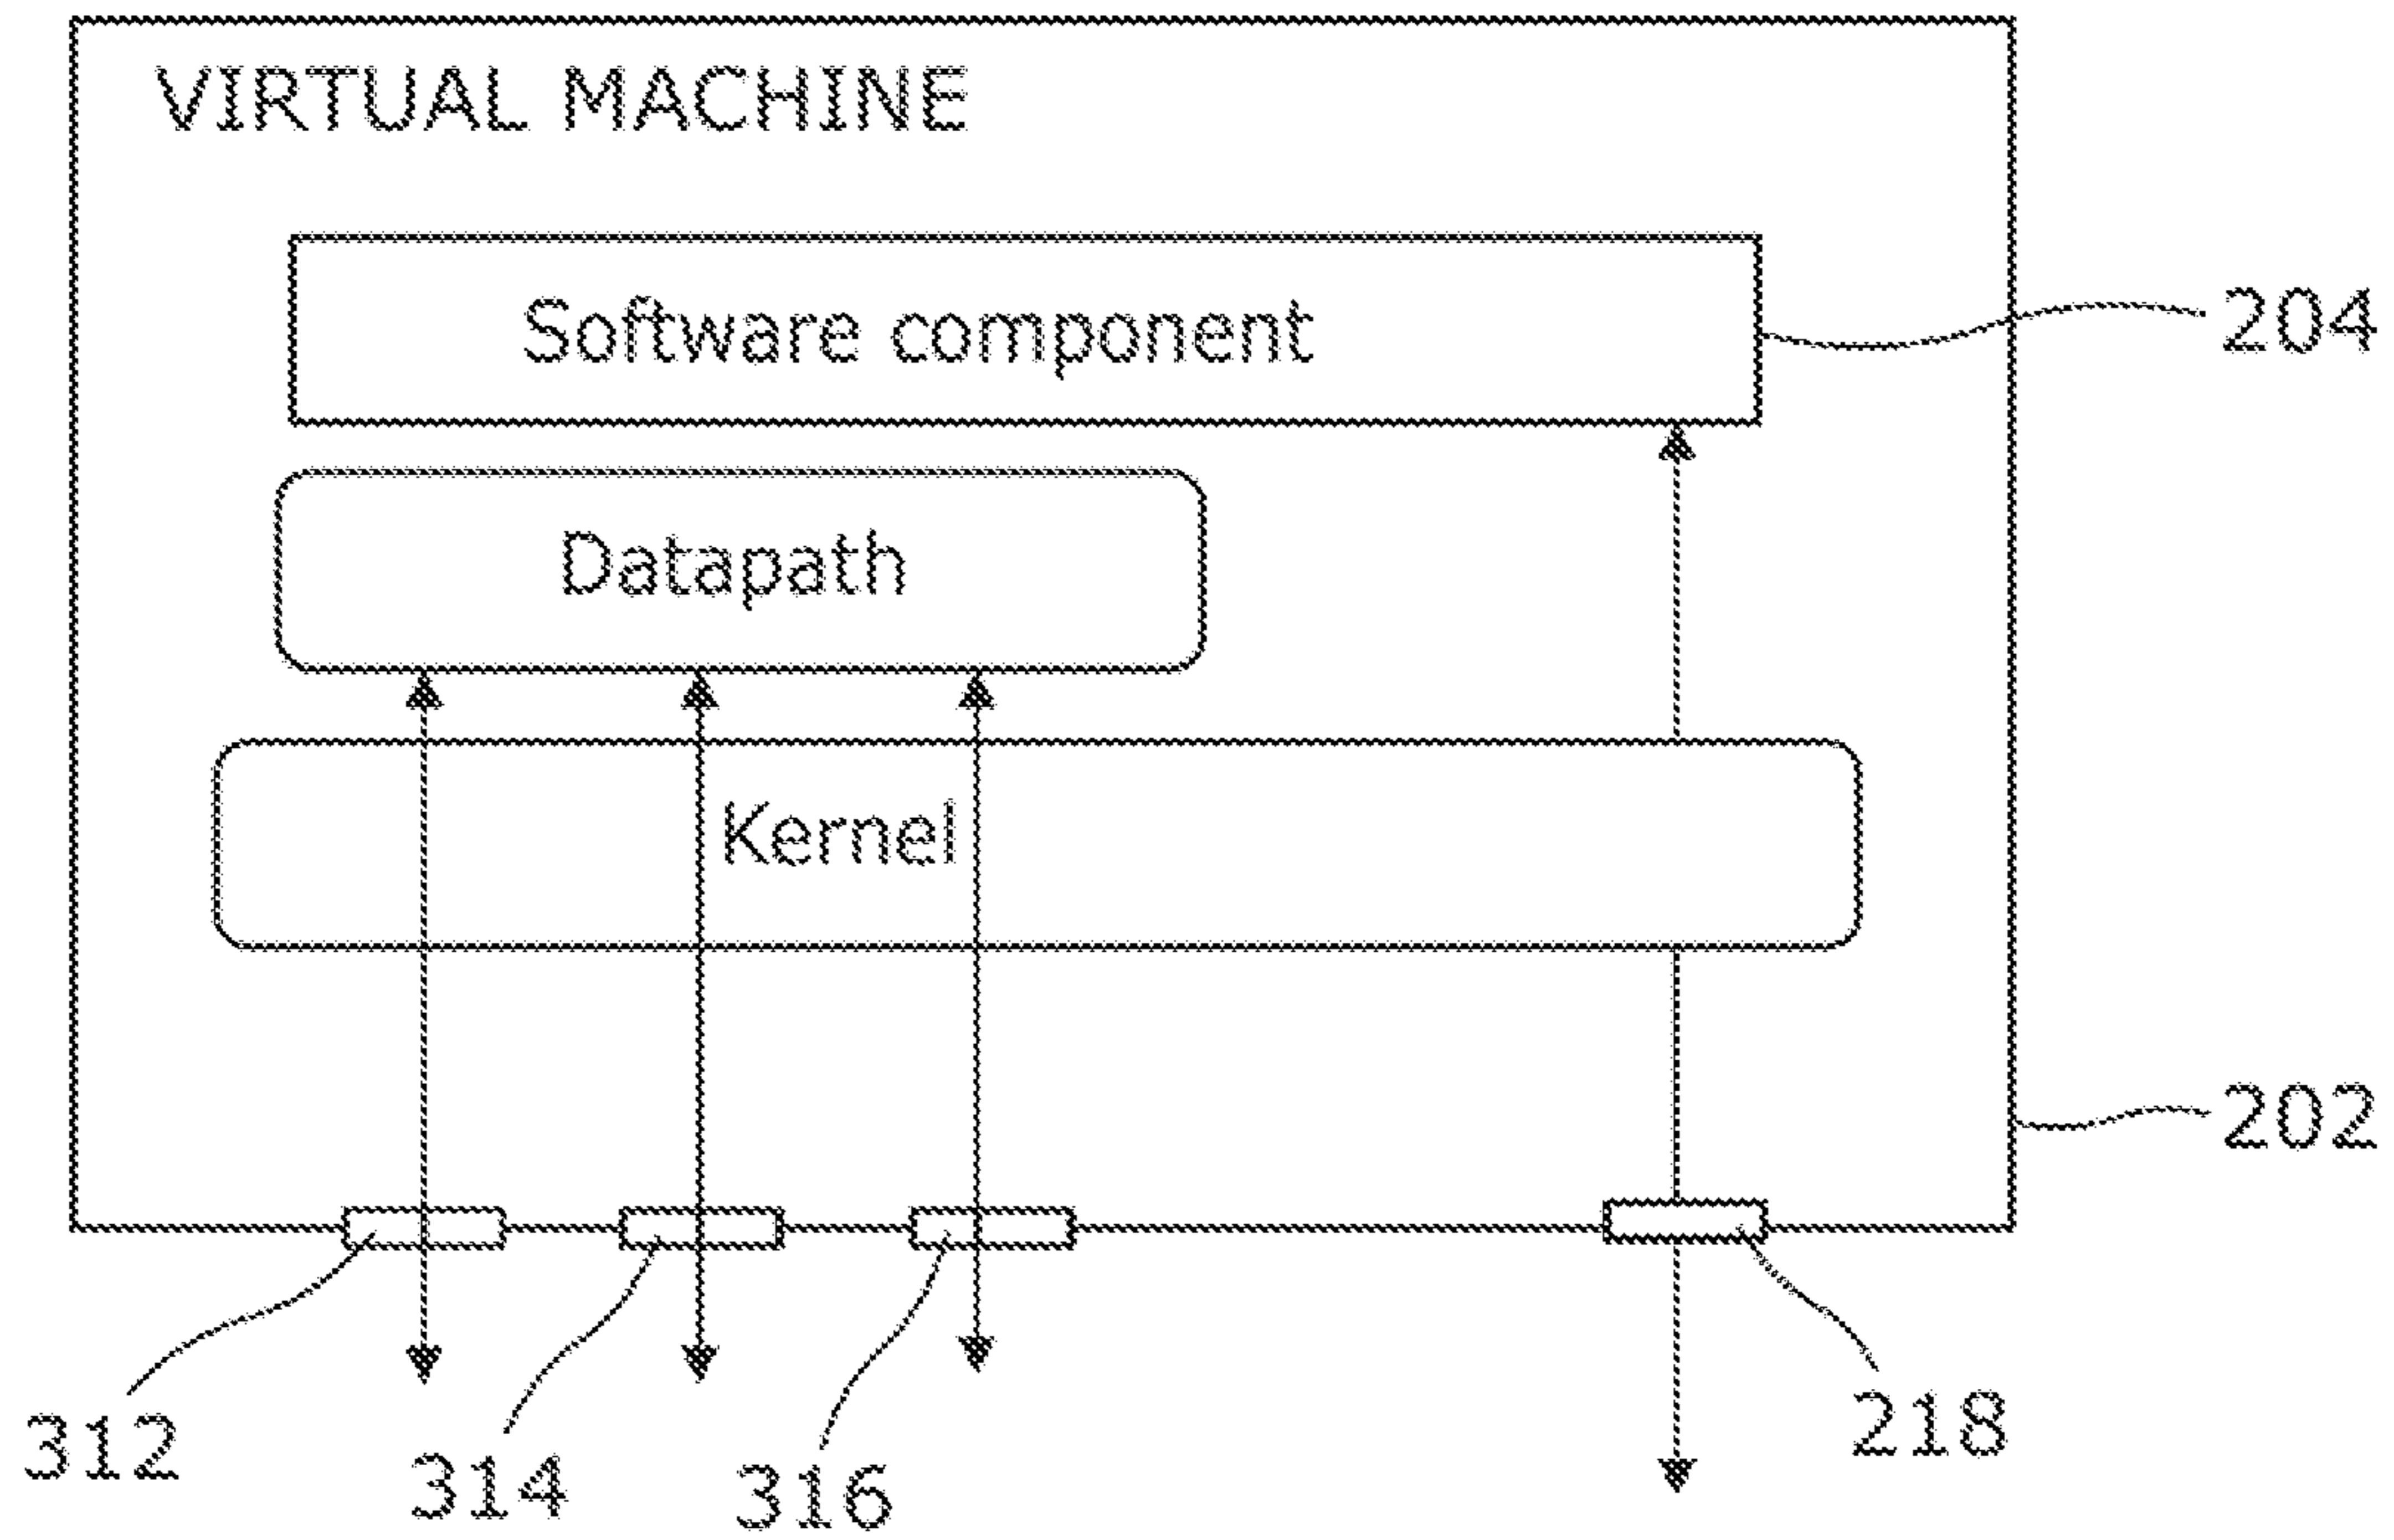 VIRTUAL MACHINE
Software component
204
Datapath
Kernel
202
312
314
316
218